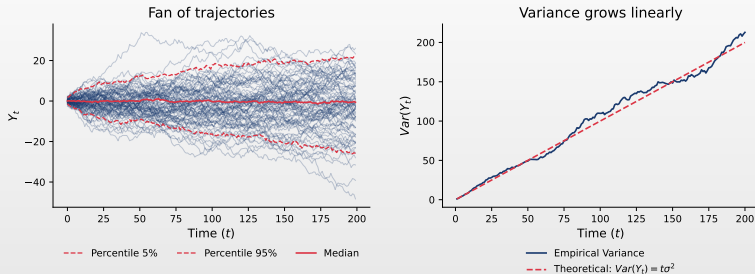 Fan of trajectories
20
0
−20
−40
Y_t
0 25 50 75 100 125 150 175 200
Time (t)
Percentile 5% Percentile 95% Median
Variance grows linearly
200
150
100
50
0
Var(Y_t)
0 25 50 75 100 125 150 175 200
Time (t)
Empirical Variance
Theoretical: Var(Y_t) = tσ²